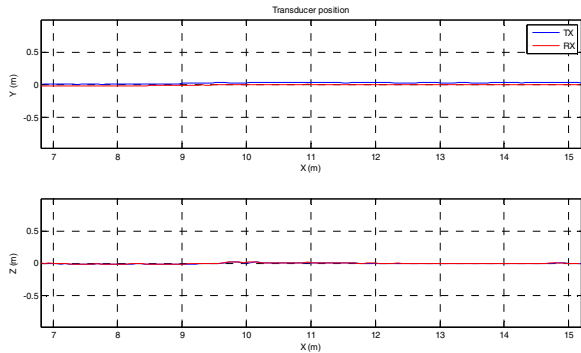 Transducer position
TX
RX
0.5
0
-0.5
Y (m)
7 8 9 10 11 12 13 14 15
X (m)
0.5
0
-0.5
Z (m)
7 8 9 10 11 12 13 14 15
X (m)